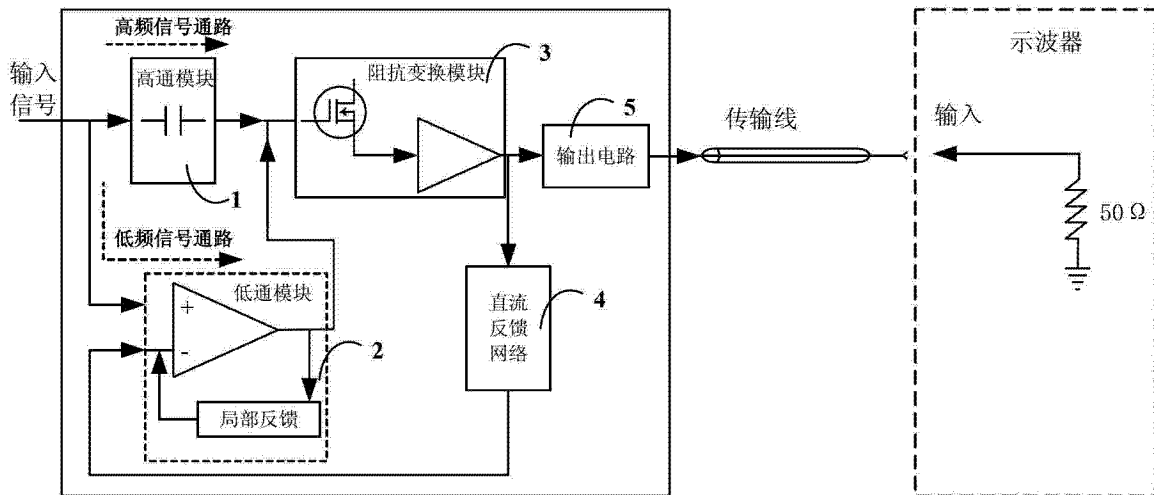 高频信号通路
输入
信号
高通模块
1
阻抗变换模块
3
5
输出电路
传输线
示波器
输入
50 Ω
低频信号通路
低通模块
+
-
2
局部反馈
直流
反馈
网络
4